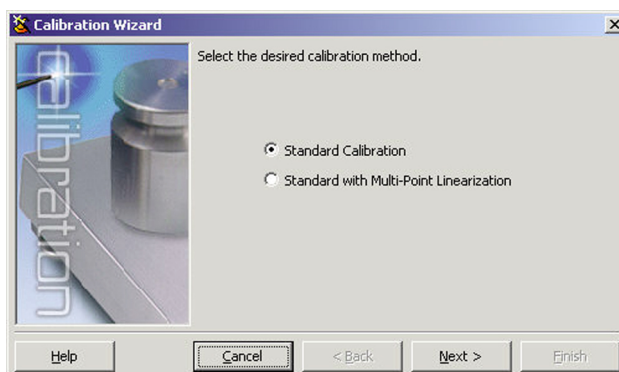 Calibration Wizard
calibration
Select the desired calibration method.
Standard Calibration
Standard with Multi-Point Linearization
Help
Cancel
< Back
Next >
Finish